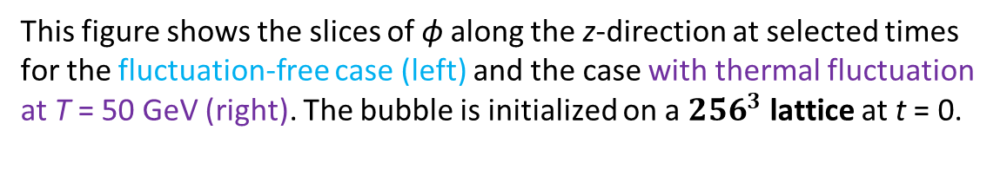 This figure shows the slices of ϕ along the z-direction at selected times
for the fluctuation-free case (left) and the case with thermal fluctuation
at T = 50 GeV (right). The bubble is initialized on a 256³ lattice at t = 0.